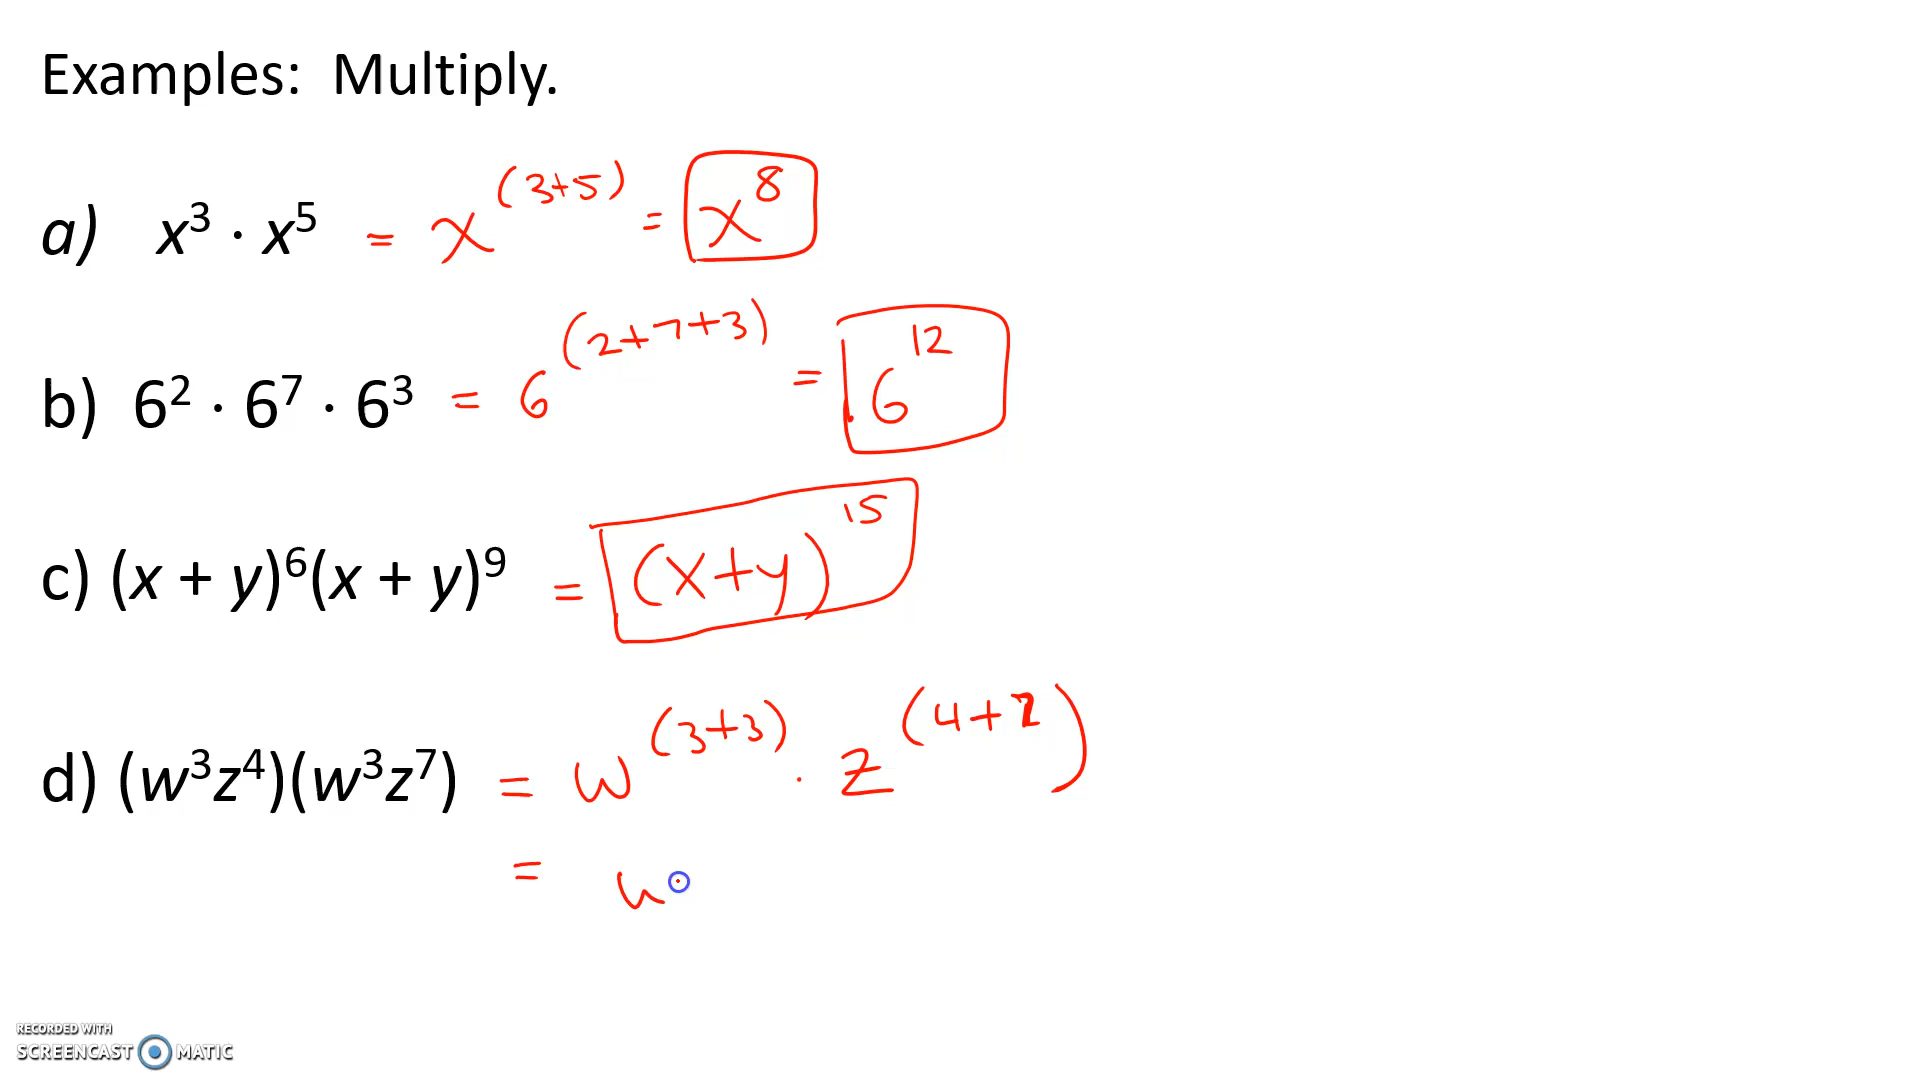 Examples: Multiply.
a) x³ · x⁵ = x⁽³⁺⁵⁾ = x⁸
b) 6² · 6⁷ · 6³ = 6⁽²⁺⁷⁺³⁾ = 6¹²
c) (x + y)⁶(x + y)⁹ = (x+y)¹⁵
d) (w³z⁴)(w³z⁷) = w⁽³⁺³⁾ · z⁽⁴⁺⁷⁾
=
RECORDED WITH
SCREENCAST MATIC